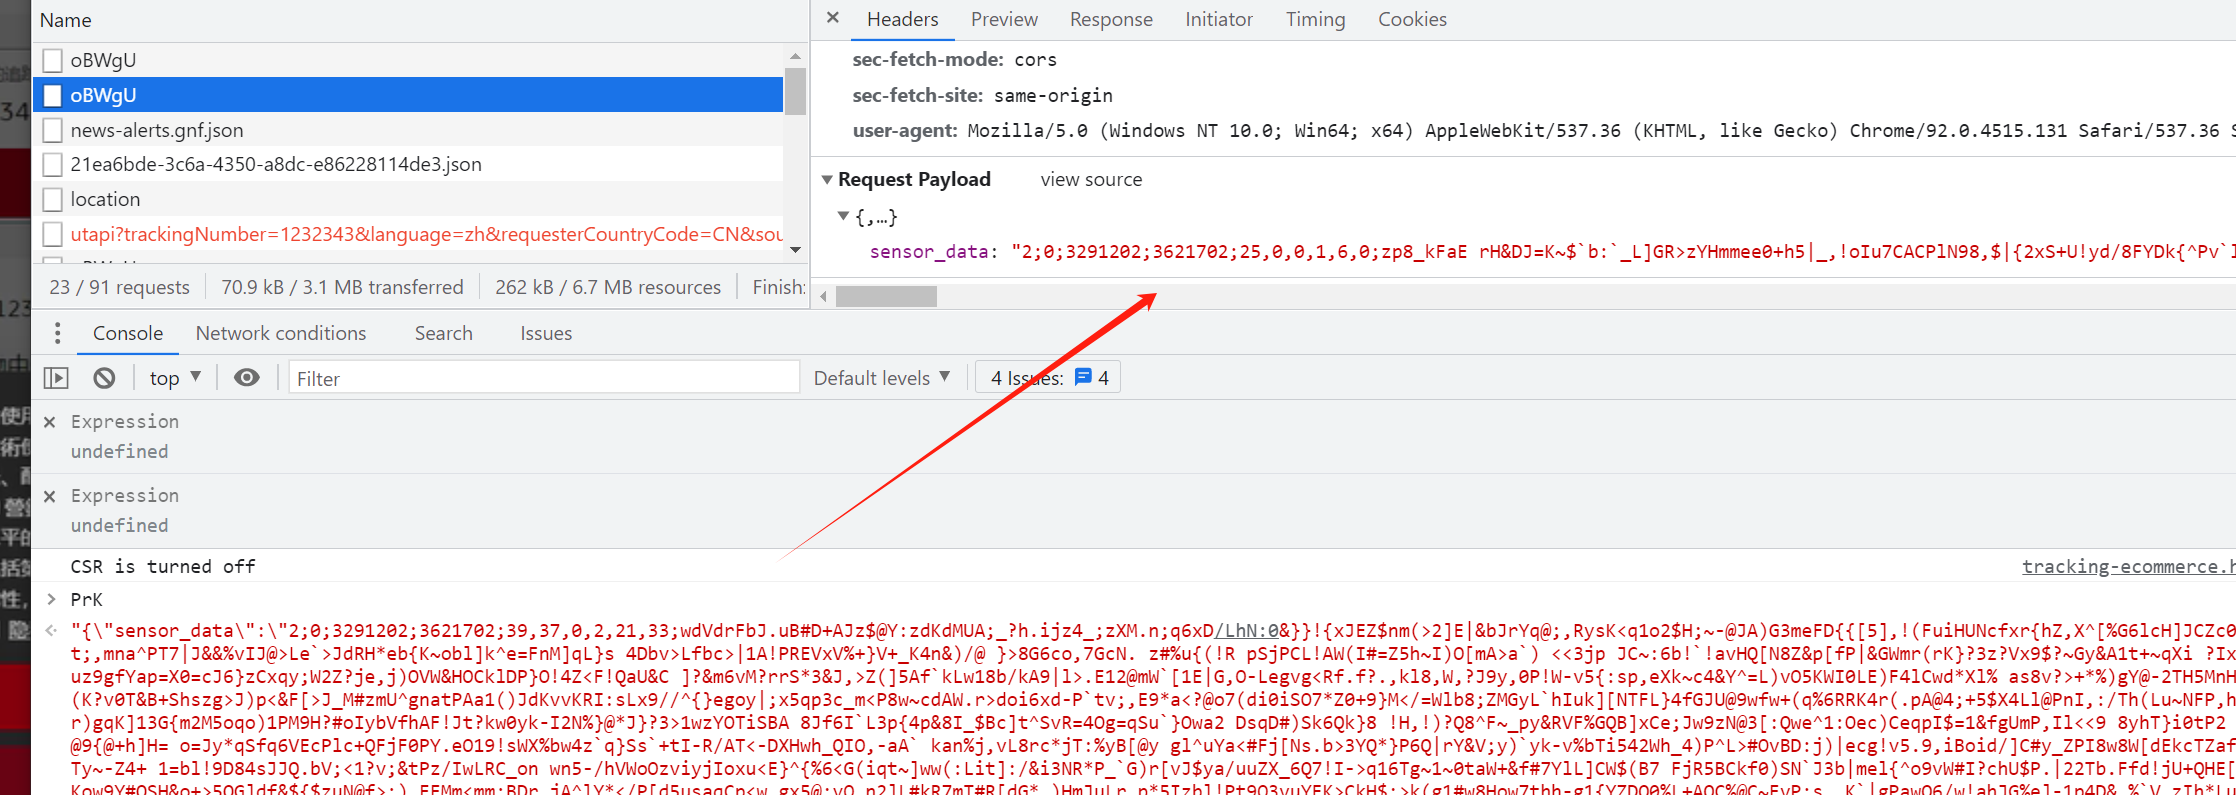 Name
oBWgU
oBWgU
news-alerts.gnf.json
21ea6bde-3c6a-4350-a8dc-e86228114de3.json
location
utapi?trackingNumber=1232343&language=zh&requesterCountryCode=CN&sou
23 / 91 requests 70.9 kB / 3.1 MB transferred 262 kB / 6.7 MB resources Finish:
Headers Preview Response Initiator Timing Cookies
sec-fetch-mode: cors
sec-fetch-site: same-origin
user-agent: Mozilla/5.0 (Windows NT 10.0; Win64; x64) AppleWebKit/537.36 (KHTML, like Gecko) Chrome/92.0.4515.131 Safari/537.36
Request Payload view source
{,…}
sensor_data: "2;0;3291202;3621702;25,0,0,1,6,0;zp8_kFaE rH&DJ=K~$`b:`_L]GR>zYHmmee0+h5|_,!oIu7CACPlN98,$|{2xS+U!yd/8FYDk{^Pv`
Console Network conditions Search Issues
top Filter Default levels 4 Issues: 4
Expression
undefined
Expression
undefined
CSR is turned off tracking-ecommerce.h
PrK
"{\"sensor_data\":\"2;0;3291202;3621702;39,37,0,2,21,33;wdVdrFbJ.uB#D+AJz$@Y:zdKdMUA;_?h.ijz4_;zXM.n;q6xD/LhN:0&}}!{xJEZ$nm(>2]E|&bJrYq@;,RysK<q1o2$H;~-@JA)G3meFD{{[5],!(FuiHUNcfxr{hZ,X^[%G6lcH]JCZc0
t;,mna^PT7|J&&%vIJ@>Le`>JdRH*eb{K~obl]k^e=FnM]qL}s 4Dbv>Lfbc>|1A!PREVxV%+}V+_K4n&)/@ }>8G6co,7GcN. z#%u{(!R pSjPCL!AW(I#=Z5h~I)O[mA>a`) <<3jp JC~:6b!`!avHQ[N8Z&p[fP|&GWmr(rK}?3z?Vx9$?~Gy&A1t+~qXi ?Ix
uz9gfYap=X0=cJ6}zCxqy;W2Z?je,j)OVW&HOCklDP}O!4Z<F!QaU&C ]?&m6vM?rrS*3&J,>Z(]5Af`kLw18b/kA9|l>.E12@mW`[1E|G,O-Legvg<Rf.f?.,kl8,W,?J9y,0P!W-v5{:sp,eXk~c4&Y^=L)vO5KWI0LE)F4lCwd*Xl% as8v?>+*%)gY@-2TH5MnH
(K?v0T&B+Shszg>J)p<&F[>J_M#zmU^gnatPAa1()JdKvvKRI:sLx9//^{}egoy|;x5qp3c_m<P8w~cdAW.r>doi6xd-P`tv;,E9*a<?@o7(di0iSO7*Z0+9}M</=Wlb8;ZMGyL`hIuk][NTFL}4fGJU@9wfw+(q%6RRK4r(.pA@4;+5$X4Ll@PnI,:/Th(Lu~NFP,h
r)gqK]13G{m2M5oqo)1PM9H?#oIybVfhAF!Jt?kw0yk-I2N%}@*J}?3>1wzYOTiSBA 8Jf6I`L3p{4p&8I_$Bc]t^SvR=4Og=qSu`}Owa2 DsqD#)Sk6Qk}8 !H,!)?Q8^F~_py&RVF%GQB]xCe;Jw9zN@3[:Qwe^1:Oec)CeqpI$=1&fgUmP,Il<<9 8yhT}i0tP2
@9{@+h]H= o=Jy*qSfq6VEcPlc+QFjF0PY.eO19!sWX%bw4z`q}Ss`+tI-R/AT<-DXHwh_QIO,-aA` kan%j,vL8rc*jT:%yB[@y gl^uYa<#Fj[Ns.b>3YQ*}P6Q|rY&V;y)`yk-v%bTi542Wh_4)P^L>#OvBD:j)|ecg!v5.9,iBoid/]C#y_ZPI8w8W[dEkcTZaf
Ty~-Z4+ 1=bl!9D84sJJQ.bV;<1?v;&tPz/IwLRC_on wn5-/hVWoOzviyjIoxu<E}^{%6<G(iqt~]ww(:Lit]:/&i3NR*P_`G)r[vJ$ya/uuZX_6Q7!I->q16Tg~1~0taW+&f#7YlL]CW$(B7 FjR5BCkf0)SN`J3b|mel{^o9vW#I?chU$P.|22Tb.Ffd!jU+QHE[